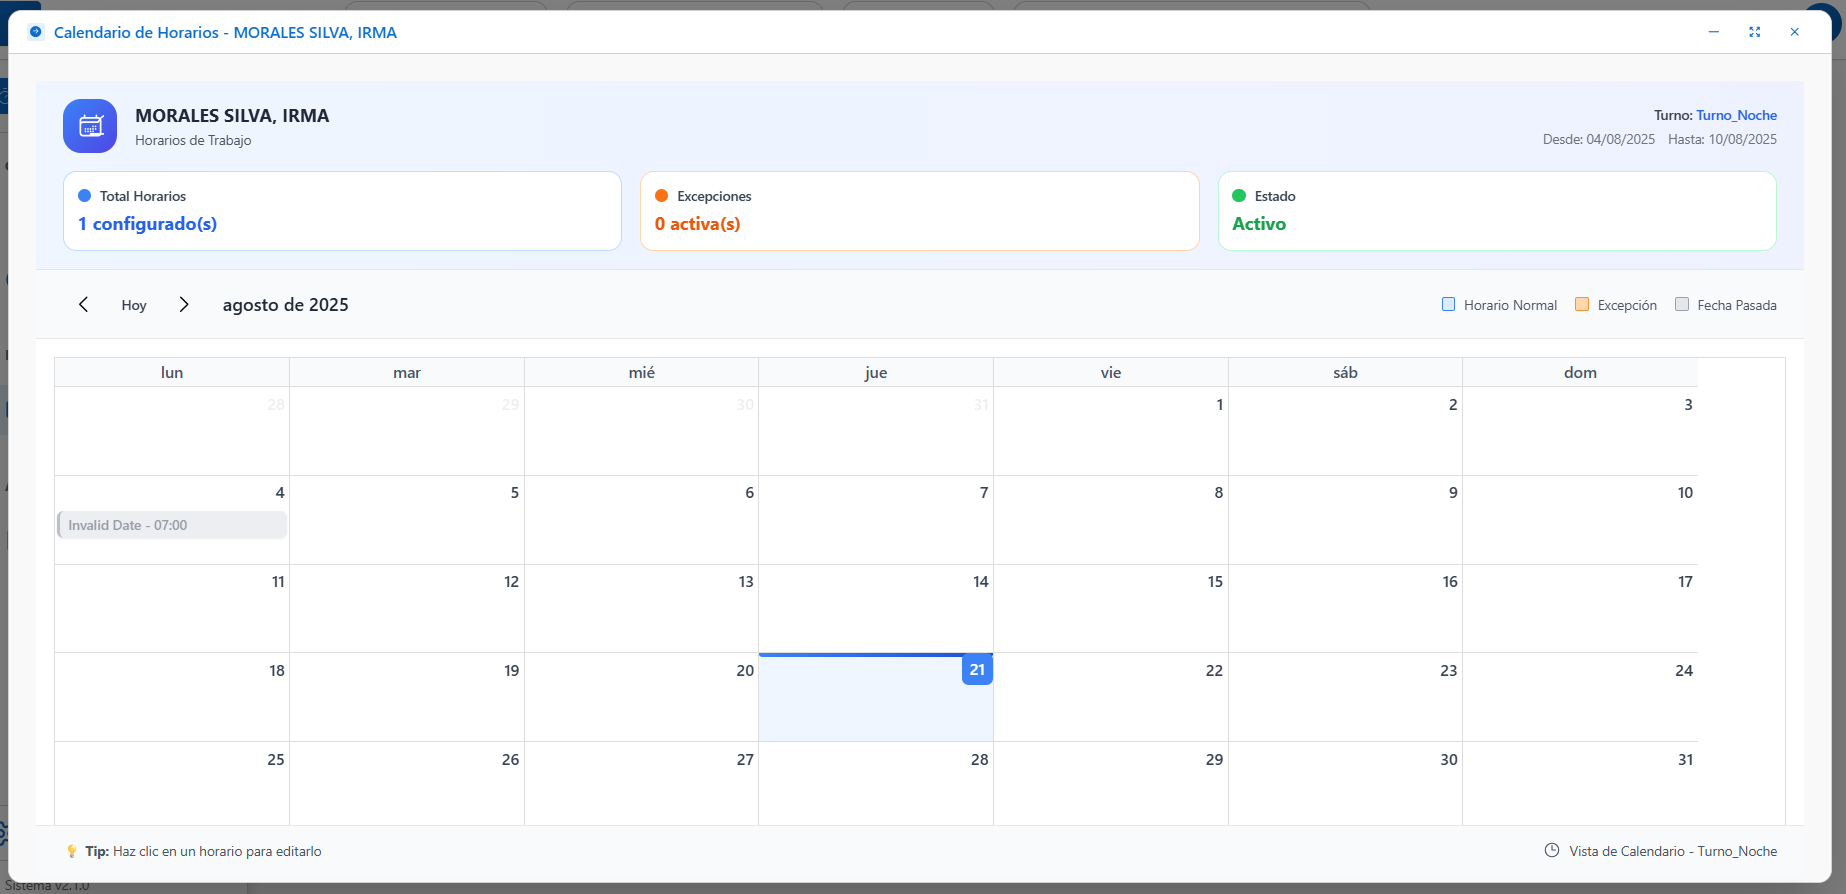 Calendario de Horarios - MORALES SILVA, IRMA
MORALES SILVA, IRMA
Horarios de Trabajo
Turno: Turno_Noche
Desde: 04/08/2025 Hasta: 10/08/2025
Total Horarios
1 configurado(s)
Excepciones
0 activa(s)
Estado
Activo
Hoy
agosto de 2025
Horario Normal
Excepción
Fecha Pasada
lun mar mié jue vie sáb dom
28 29 30 31 1 2 3
4 5 6 7 8 9 10
Invalid Date - 07:00
11 12 13 14 15 16 17
18 19 20 21 22 23 24
25 26 27 28 29 30 31
Tip: Haz clic en un horario para editarlo
Vista de Calendario - Turno_Noche
Sistema v2.1.0